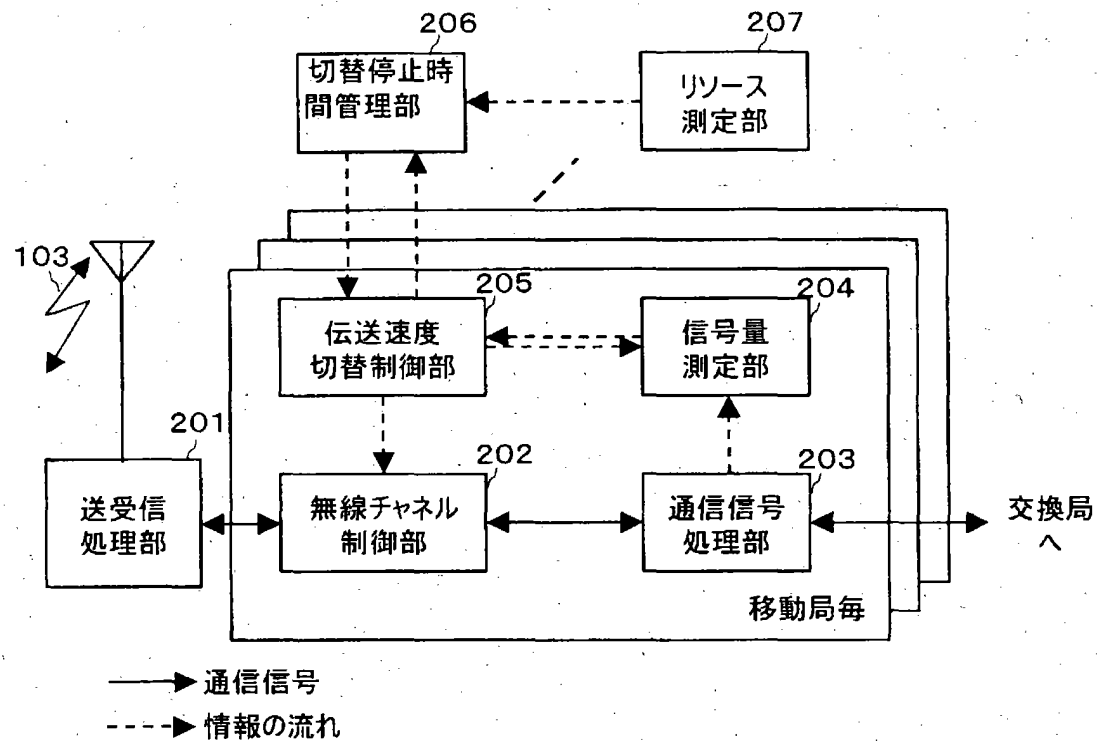 206
切替停止時
間管理部
207
リソース
測定部
103
205
伝送速度
切替制御部
204
信号量
測定部
201
送受信
処理部
202
無線チャネル
制御部
203
通信信号
処理部
交換局
へ
移動局毎
通信信号
情報の流れ